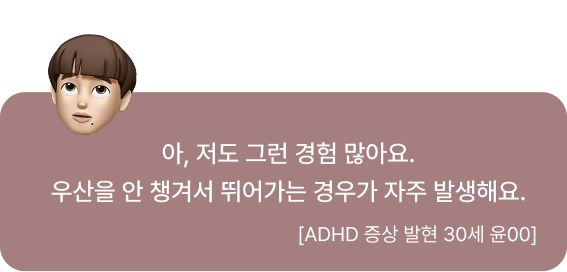 아, 저도 그런 경험 많아요.
우산을 안 챙겨서 뛰어가는 경우가 자주 발생해요.
[ADHD 증상 발현 30세 윤00]